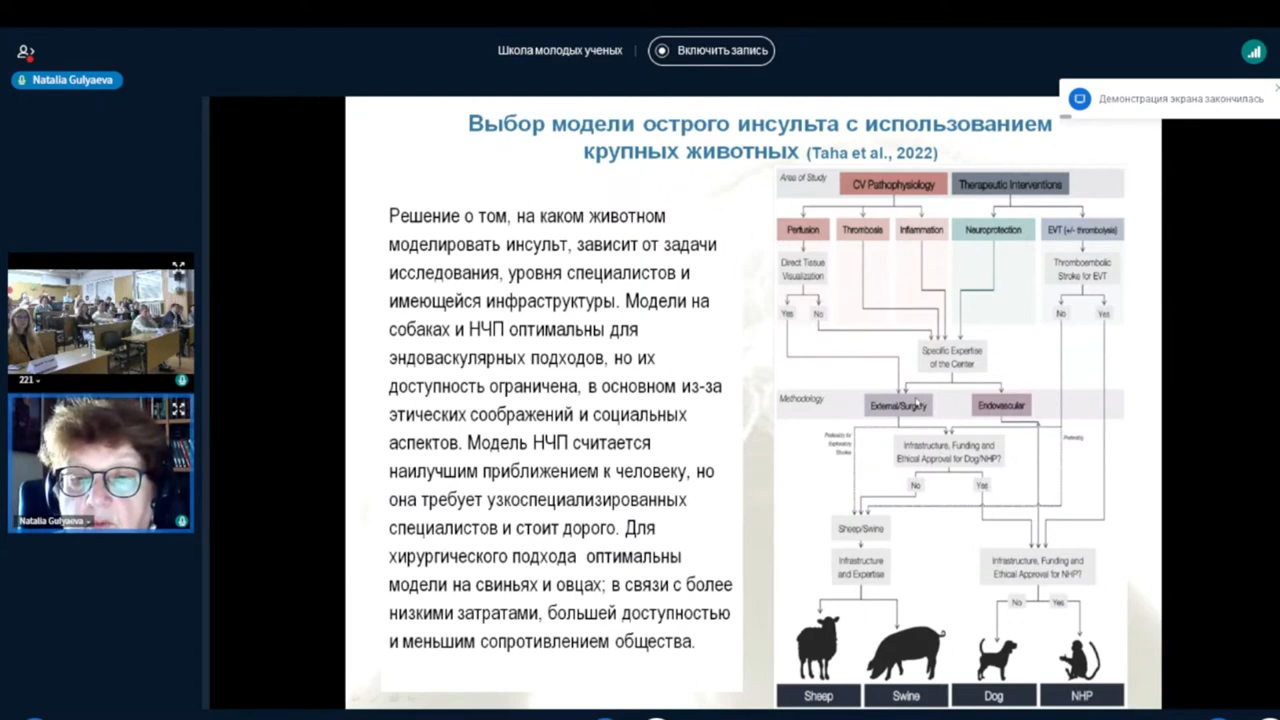 Школа молодых ученых
Включить запись
Natalia Gulyaeva
Демонстрация экрана закончилась
Выбор модели острого инсульта с использованием
крупных животных (Taha et al., 2022)
Решение о том, на каком животном
моделировать инсульт, зависит от задачи
исследования, уровня специалистов и
имеющейся инфраструктуры. Модели на
собаках и НЧП оптимальны для
эндоваскулярных подходов, но их
доступность ограничена, в основном из-за
этических соображений и социальных
аспектов. Модель НЧП считается
наилучшим приближением к человеку, но
она требует узкоспециализированных
специалистов и стоит дорого. Для
хирургического подхода оптимальны
модели на свиньях и овцах; в связи с более
низкими затратами, большей доступностью
и меньшим сопротивлением общества.
Area of Study
CV Pathophysiology
Therapeutic Interventions
Perfusion
Thrombosis
Inflammation
Neuroprotection
EVT (+/- thrombolysis)
Direct Tissue
Visualization
Thromboembolic
Stroke for EVT
Yes
No
No
Yes
Specific Expertise
of the Center
Methodology
External/Surgery
Endovascular
Infrastructure, Funding and
Ethical Approval for Dog/NHP?
No
Yes
Sheep/Swine
Infrastructure
and Expertise
Infrastructure, Funding and
Ethical Approval for NHP?
No
Yes
Sheep
Swine
Dog
NHP
221
Natalia Gulyaeva